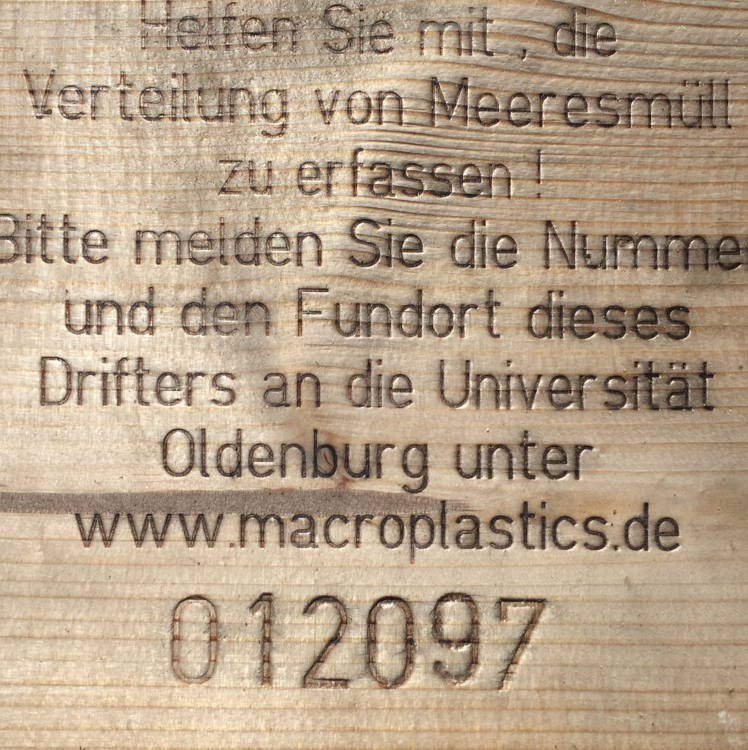 Helfen Sie mit , die
Verteilung von Meeresmüll
zu erfassen !
Bitte melden Sie die Nummer
und den Fundort dieses
Drifters an die Universität
Oldenburg unter
www.macroplastics.de
012097